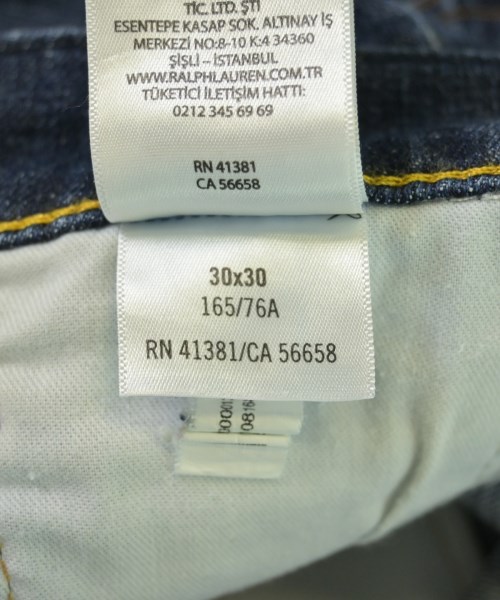 TİC. LTD. ŞTİ
ESENTEPE KASAP SOK. ALTINAY İŞ
MERKEZİ NO:8-10 K:4 34360
ŞİŞLİ – İSTANBUL
WWW.RALPHLAUREN.COM.TR
TÜKETİCİ İLETİŞİM HATTI:
0212 345 69 69
RN 41381
CA 56658
30x30
165/76A
RN 41381/CA 56658